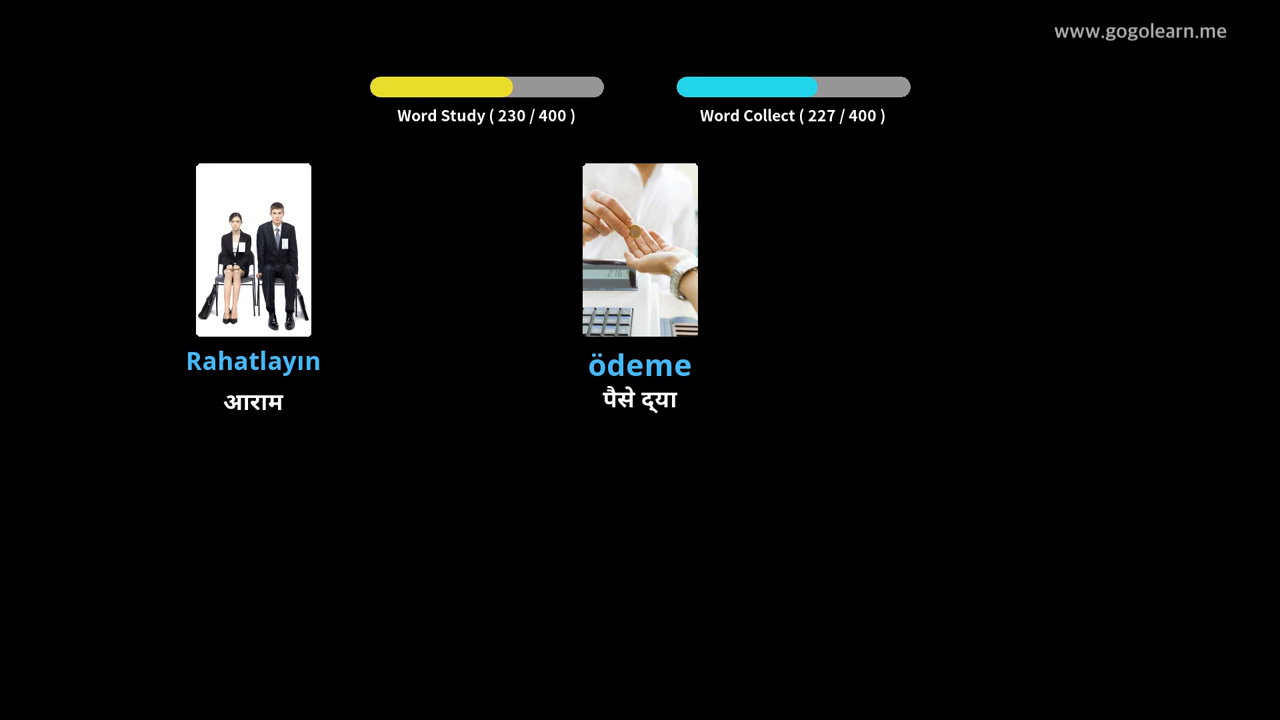 www.gogolearn.me
Word Study ( 230 / 400 )
Word Collect ( 227 / 400 )
Rahatlayın
आराम
ödeme
पैसे द्‌या